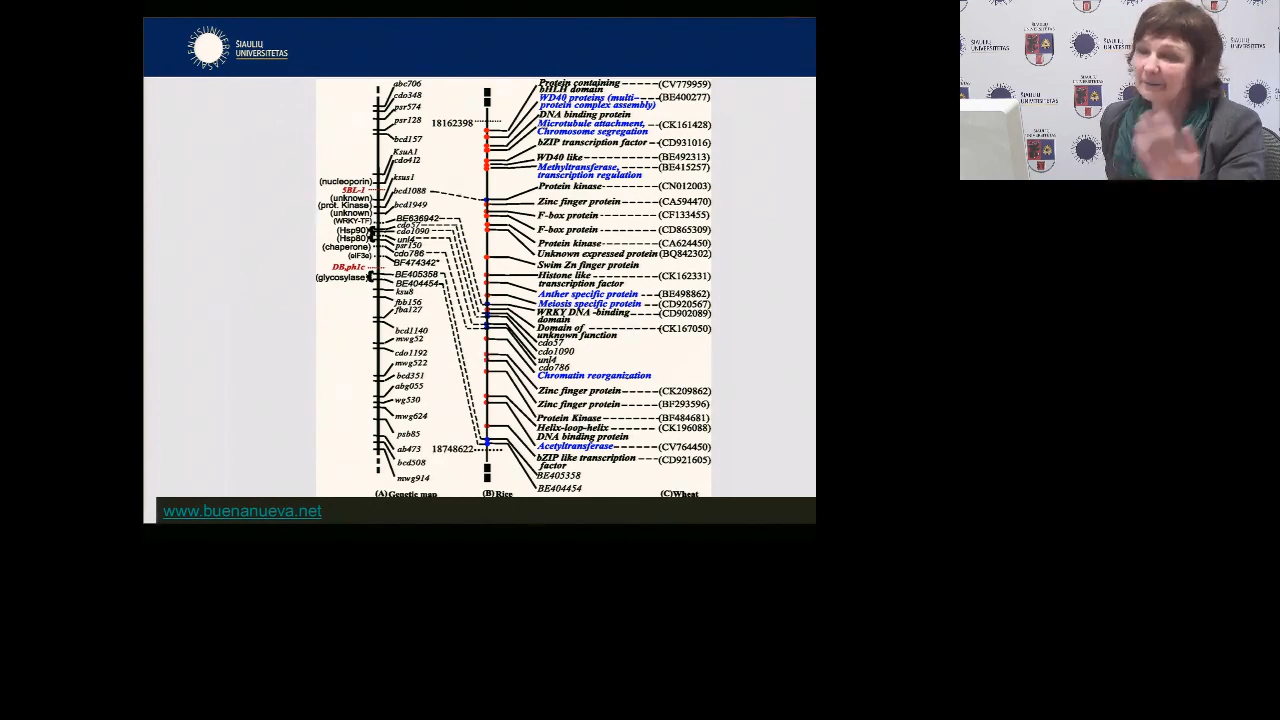 ŠIAULIŲ
UNIVERSITETAS
abc706
cdo348
psr574
psr128
bcd157
KsuA1
cdo412
ksus1
bcd1088
bcd1949
BE636942
cdo57
cdo1090
unl4
psr150
cdo786
BF474342*
BE405358
BE404454
ksu8
fbb156
fba127
bcd1140
mwg52
cdo1192
mwg522
bcd351
abg055
wg530
mwg624
psb85
ab473
bcd508
mwg914
(nucleoporin)
5BL-1
(unknown)
(prot. Kinase)
(unknown)
(WRKY-TF)
(Hsp90)
(Hsp80)
(chaperone)
(eIF3e)
DB,ph1c
(glycosylase)
18162398
18748622
Protein containing (CV779959)
bHLH domain
WD40 proteins (multi- (BE400277)
protein complex assembly)
DNA binding protein
Microtubule attachment, (CK161428)
Chromosome segregation
bZIP transcription factor (CD931016)
WD40 like (BE492313)
Methyltransferase, (BE415257)
transcription regulation
Protein kinase (CN012003)
Zinc finger protein (CA594470)
F-box protein (CF133455)
F-box protein (CD865309)
Protein kinase (CA624450)
Unknown expressed protein (BQ842302)
Swim Zn finger protein
Histone like (CK162331)
transcription factor
Anther specific protein (BE498862)
Meiosis specific protein (CD920567)
WRKY DNA -binding (CD902089)
domain
Domain of (CK167050)
unknown function
cdo57
cdo1090
unl4
cdo786
Chromatin reorganization
Zinc finger protein (CK209862)
Zinc finger protein (BF293596)
Protein Kinase (BF484681)
Helix-loop-helix (CK196088)
DNA binding protein
Acetyltransferase (CV764450)
bZIP like transcription (CD921605)
factor
BE405358
BE404454
(A) Genetic map (B) Rice (C) Wheat
www.buenanueva.net